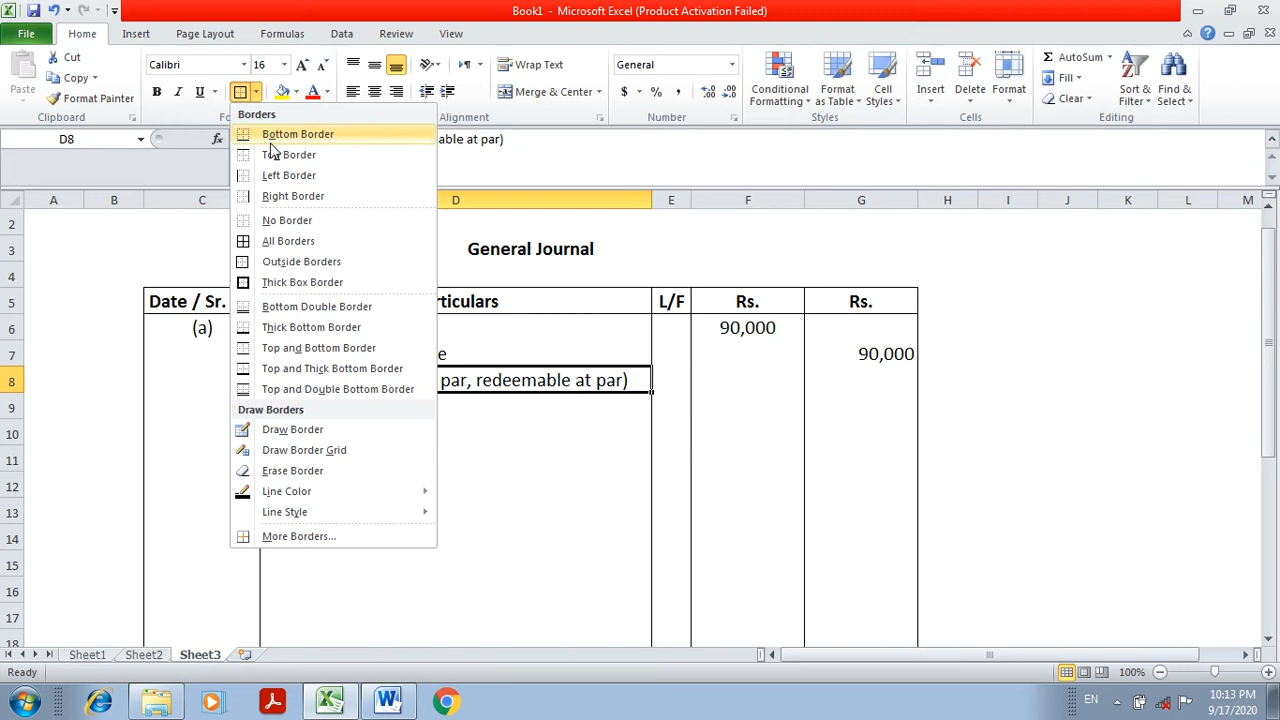 Book1 - Microsoft Excel (Product Activation Failed)
File Home Insert Page Layout Formulas Data Review View
Paste
Cut
Copy
Format Painter
Clipboard
Calibri 16
B I U
Wrap Text
Merge & Center
Alignment
General
$ % ,
Number
Conditional Formatting
Format as Table
Cell Styles
Styles
Insert Delete Format
Cells
AutoSum
Fill
Clear
Sort & Filter
Find & Select
Editing
D8 fx able at par)
Borders
Bottom Border
Top Border
Left Border
Right Border
No Border
All Borders
Outside Borders
Thick Box Border
Bottom Double Border
Thick Bottom Border
Top and Bottom Border
Top and Thick Bottom Border
Top and Double Bottom Border
Draw Borders
Draw Border
Draw Border Grid
Erase Border
Line Color
Line Style
More Borders...
A B C D E F G H I J K L M
2
3 General Journal
4
5 Date / Sr. rticulars L/F Rs. Rs.
6 (a) 90,000
7 e 90,000
8 par, redeemable at par)
9
10
11
12
13
14
15
16
17
18
Sheet1 Sheet2 Sheet3
Ready 100%
EN 10:13 PM
9/17/2020